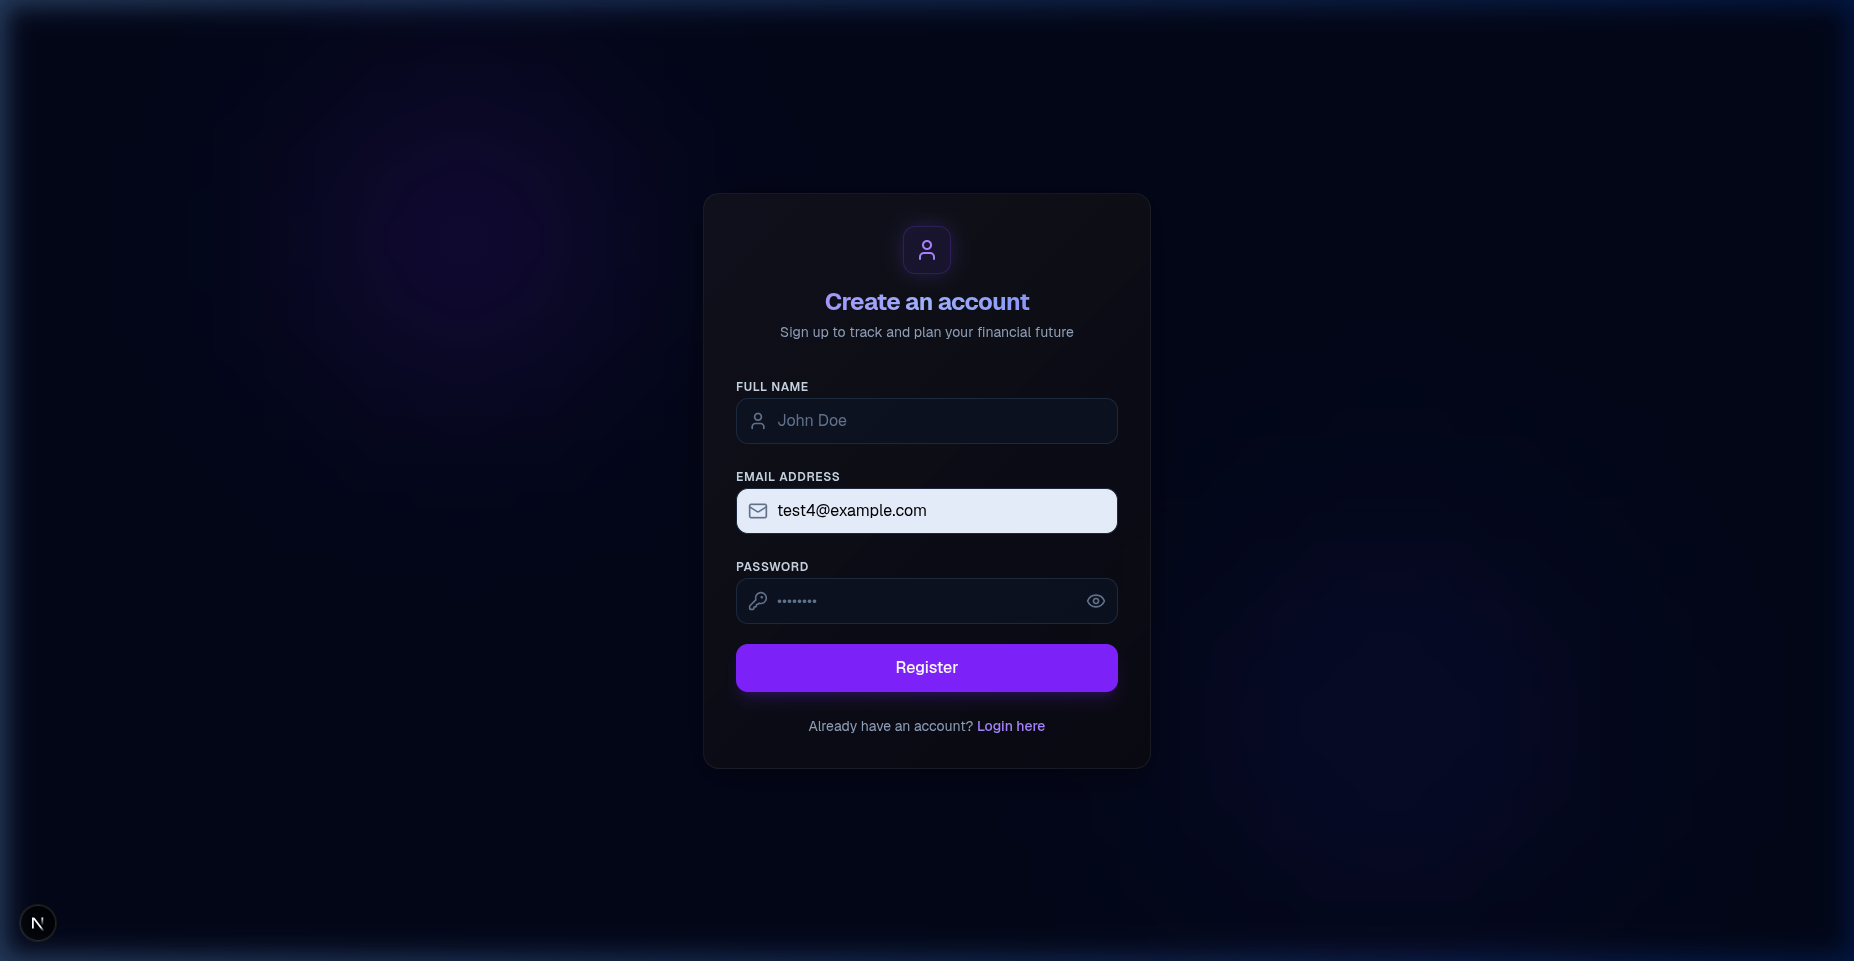 Create an account
Sign up to track and plan your financial future
FULL NAME
John Doe
EMAIL ADDRESS
test4@example.com
PASSWORD
••••••••
Register
Already have an account? Login here
N